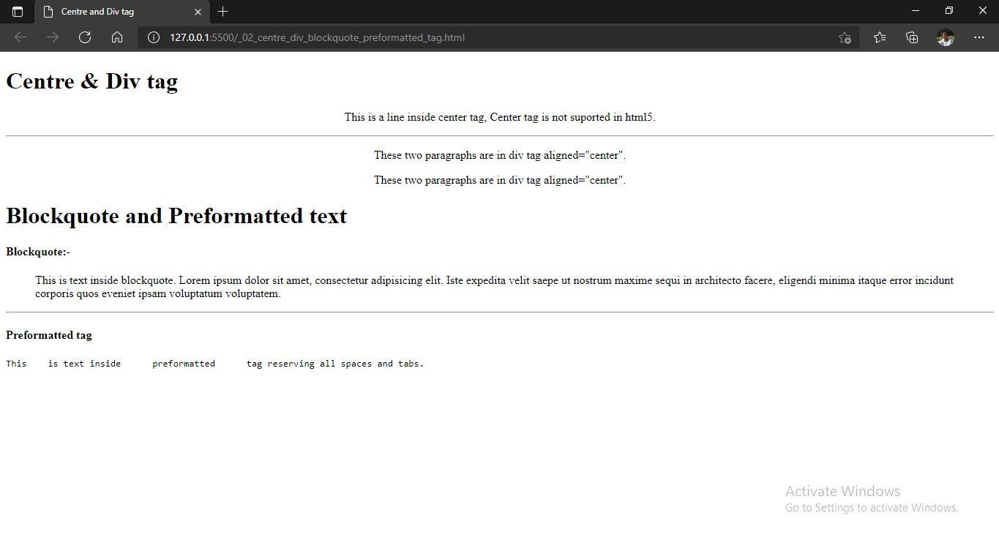 Centre and Div tag
127.0.0.1:5500/_02_centre_div_blockquote_preformatted_tag.html
Centre & Div tag
This is a line inside center tag, Center tag is not suported in html5.
These two paragraphs are in div tag aligned="center".
These two paragraphs are in div tag aligned="center".
Blockquote and Preformatted text
Blockquote:-
This is text inside blockquote. Lorem ipsum dolor sit amet, consectetur adipisicing elit. Iste expedita velit saepe ut nostrum maxime sequi in architecto facere, eligendi minima itaque error incidunt
corporis quos eveniet ipsam voluptatum voluptatem.
Preformatted tag
This    is text inside      preformatted      tag reserving all spaces and tabs.
Activate Windows
Go to Settings to activate Windows.